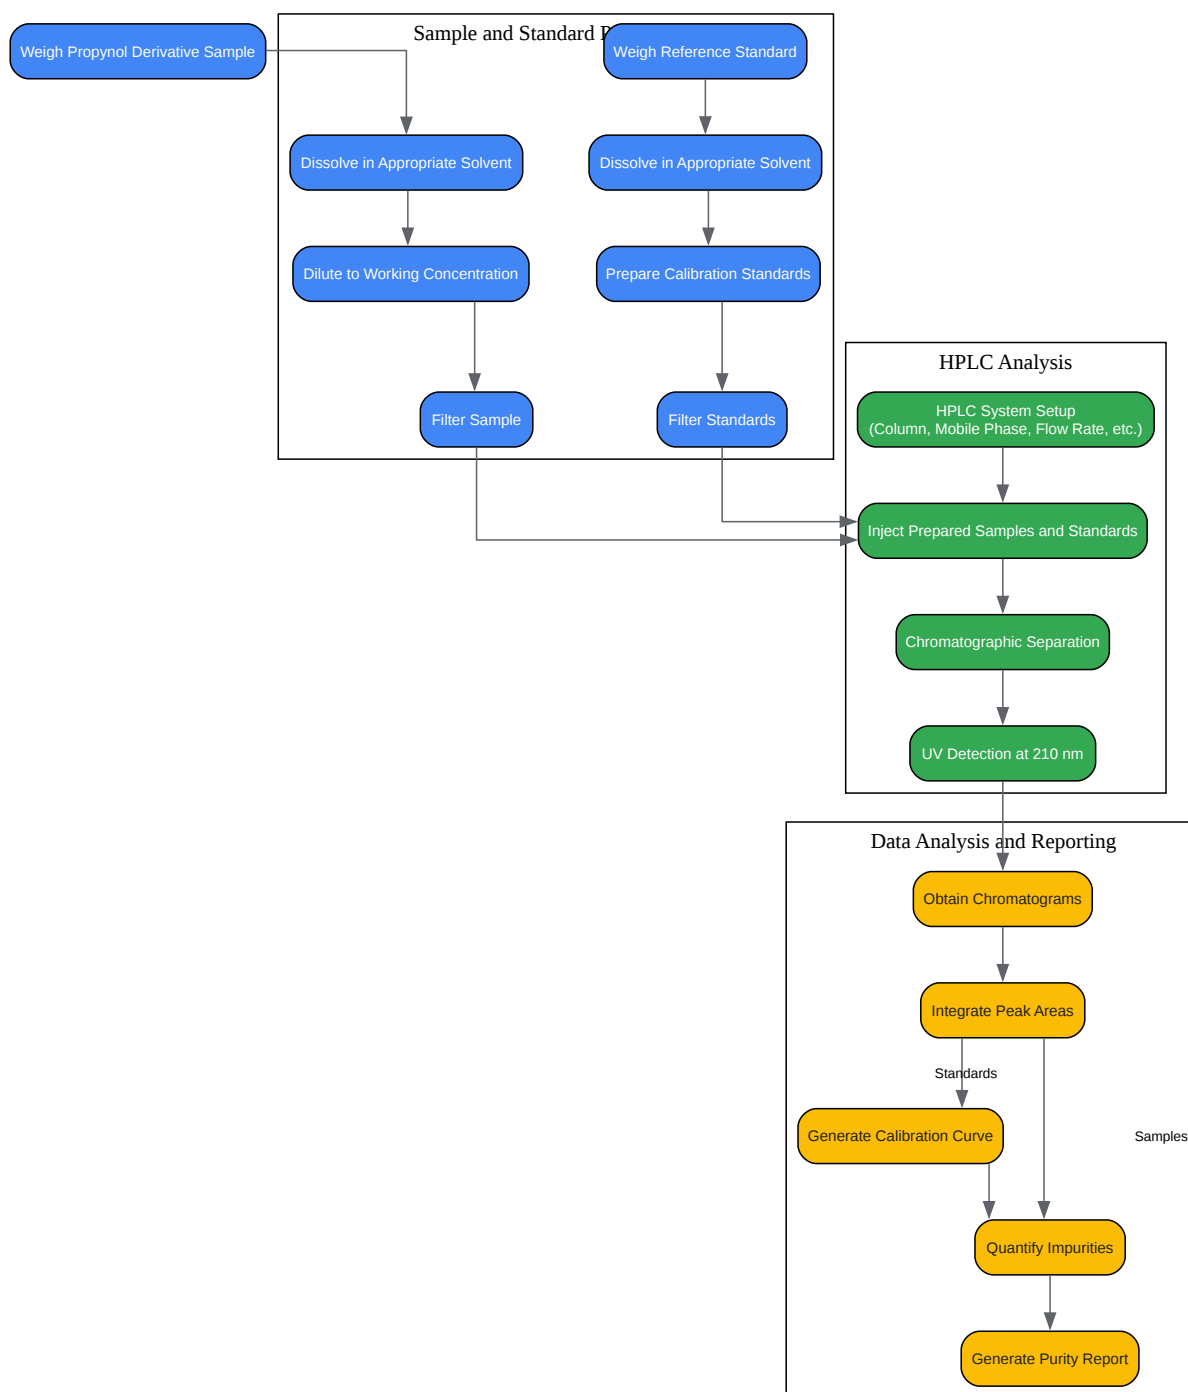 Sample and Standard
Weigh Propynol Derivative Sample
Weigh Reference Standard
Dissolve in Appropriate Solvent
Dissolve in Appropriate Solvent
Dilute to Working Concentration
Prepare Calibration Standards
Filter Sample
Filter Standards
HPLC Analysis
HPLC System Setup
(Column, Mobile Phase, Flow Rate, etc.)
Inject Prepared Samples and Standards
Chromatographic Separation
UV Detection at 210 nm
Data Analysis and Reporting
Obtain Chromatograms
Integrate Peak Areas
Standards
Generate Calibration Curve
Samples
Quantify Impurities
Generate Purity Report